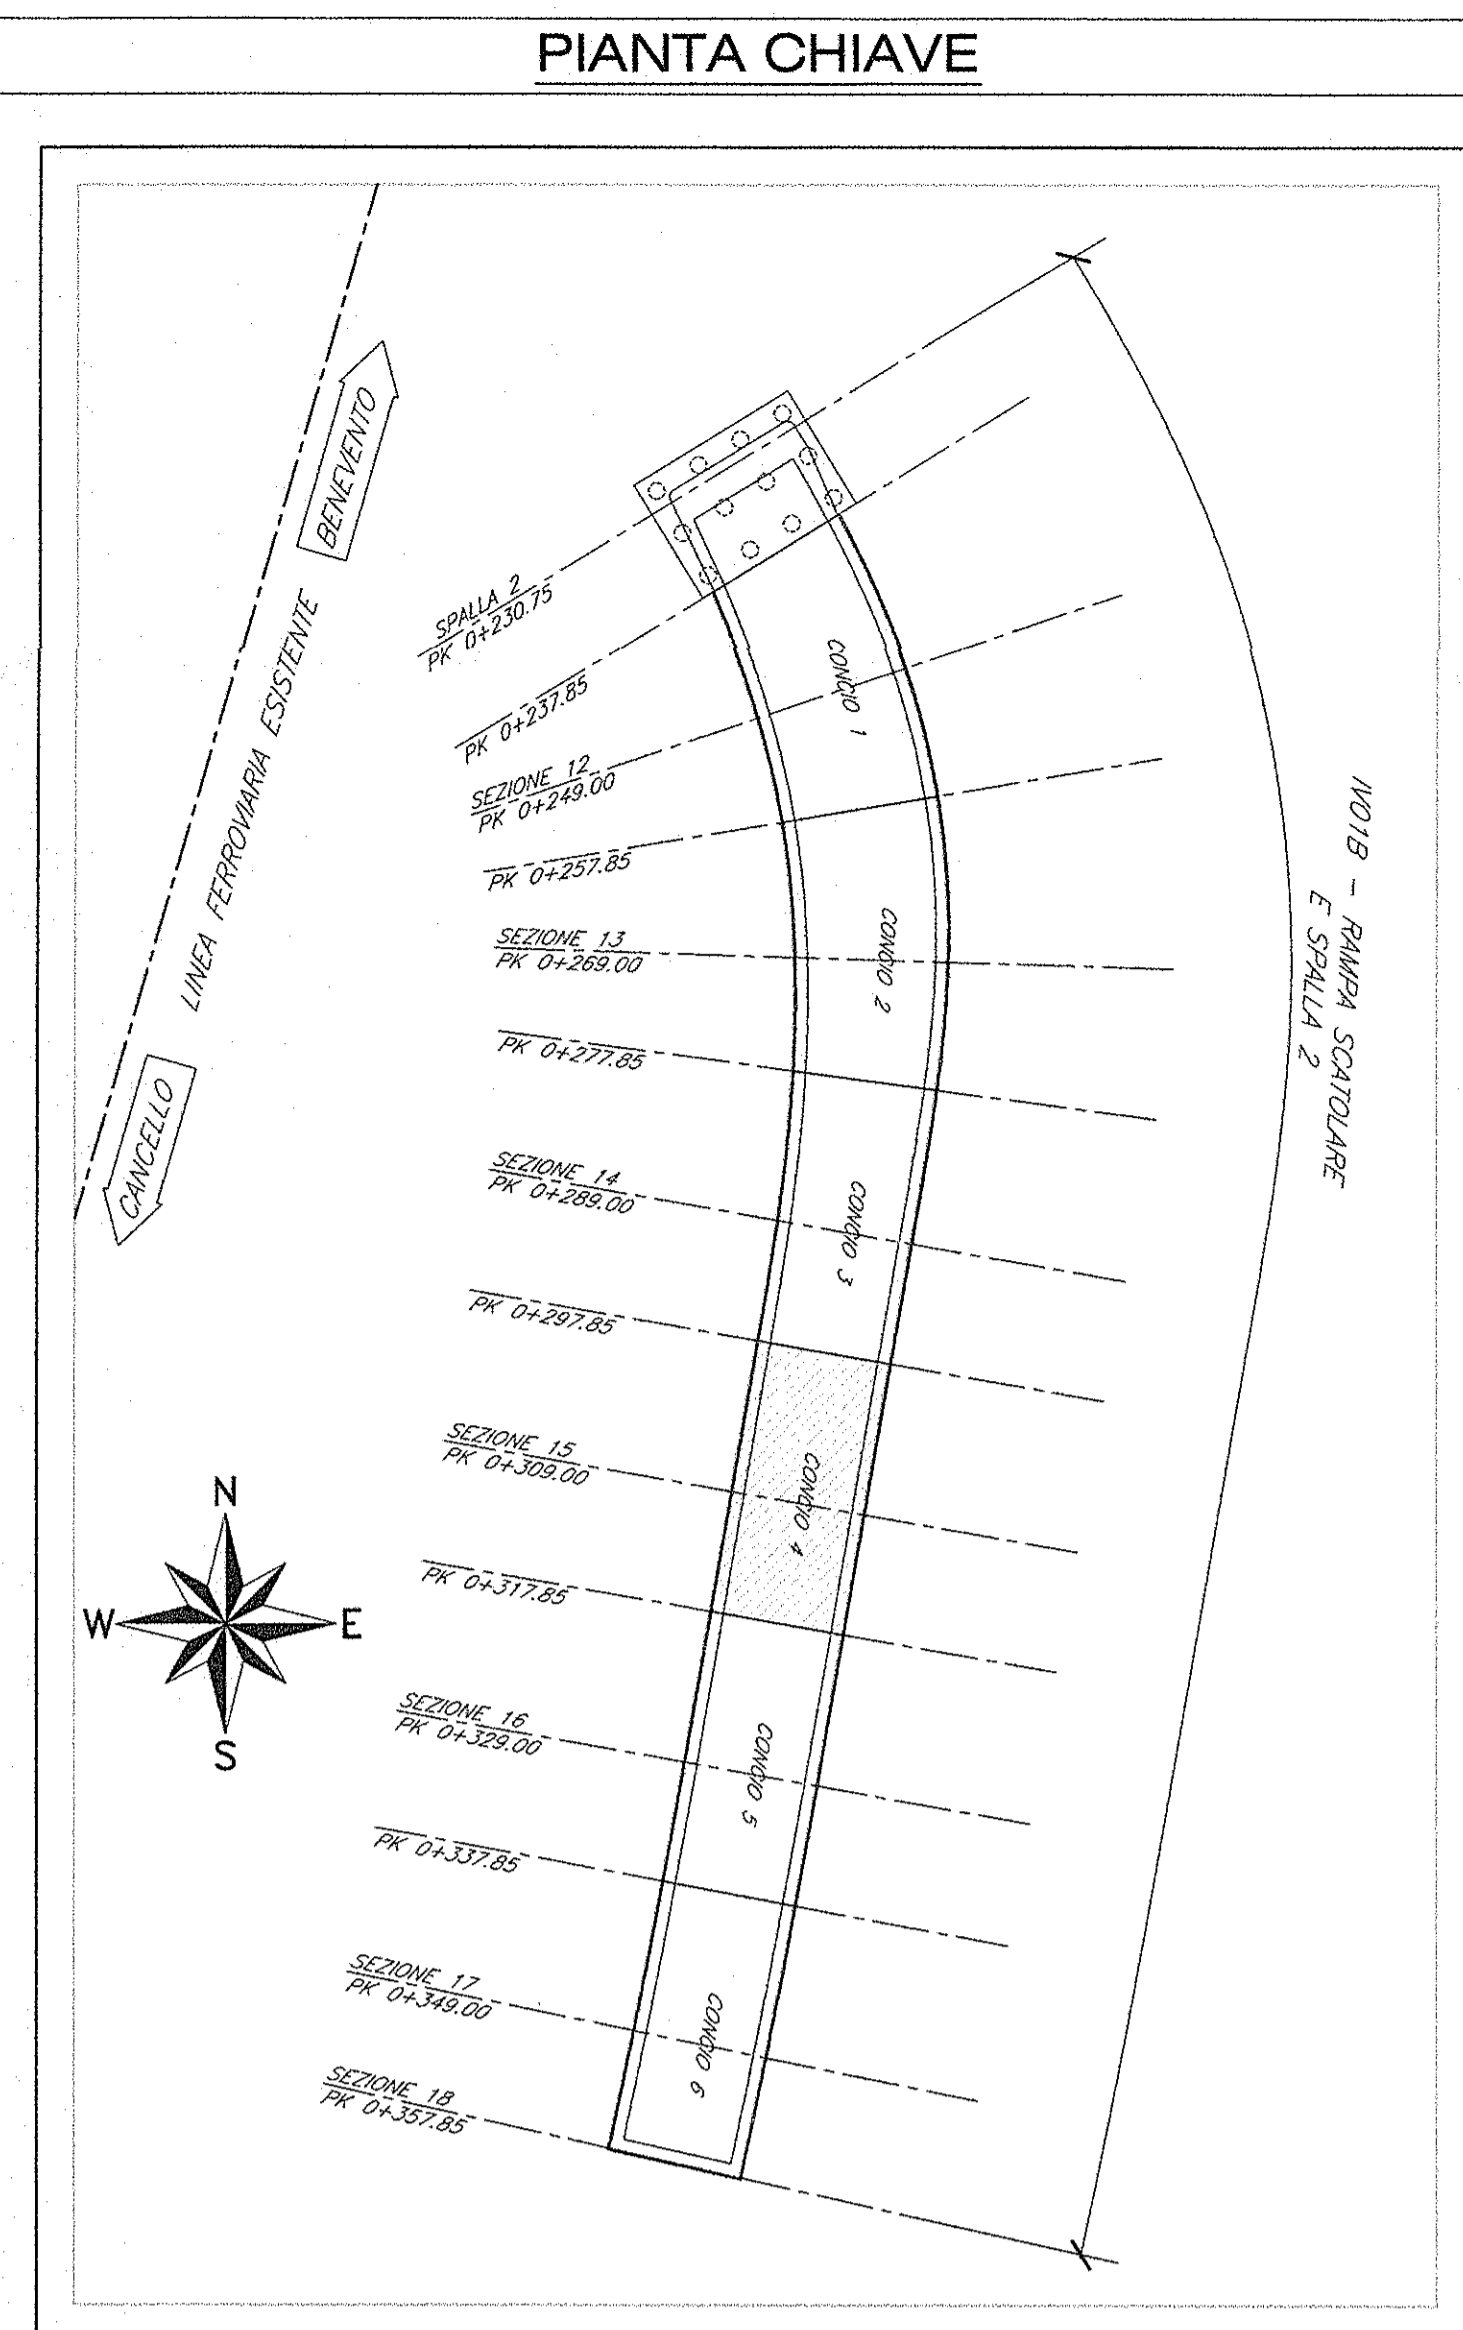 PIANTA CHIAVE
BENEVENTO
LINEA FERROVIARIA ESISTENTE
CANCELLO
SPALLA 2
PK 0+230.75
PK 0+237.85
SEZIONE 12
PK 0+249.00
PK 0+257.85
SEZIONE 13
PK 0+269.00
PK 0+277.85
SEZIONE 14
PK 0+289.00
PK 0+297.85
SEZIONE 15
PK 0+309.00
PK 0+317.85
SEZIONE 16
PK 0+329.00
PK 0+337.85
SEZIONE 17
PK 0+349.00
SEZIONE 18
PK 0+357.85
CONCIO 1
CONCIO 2
CONCIO 3
CONCIO 4
CONCIO 5
CONCIO 6
IV01B - RAMPA SCATOLARE
E SPALLA 2
N
W
E
S